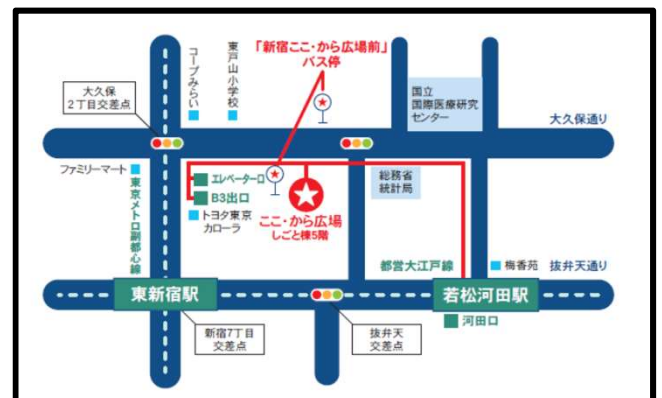 「新宿ここ・から広場前」
バス停
コープみらい
東戸山小学校
大久保
2丁目交差点
国立
国際医療研究
センター
大久保通り
ファミリーマート
エレベーター口
B3出口
トヨタ東京
カローラ
ここ・から広場
しごと棟5階
総務省
統計局
東京メトロ副都心線
都営大江戸線
梅香苑
抜弁天通り
東新宿駅
若松河田駅
河田口
新宿7丁目
交差点
抜弁天
交差点